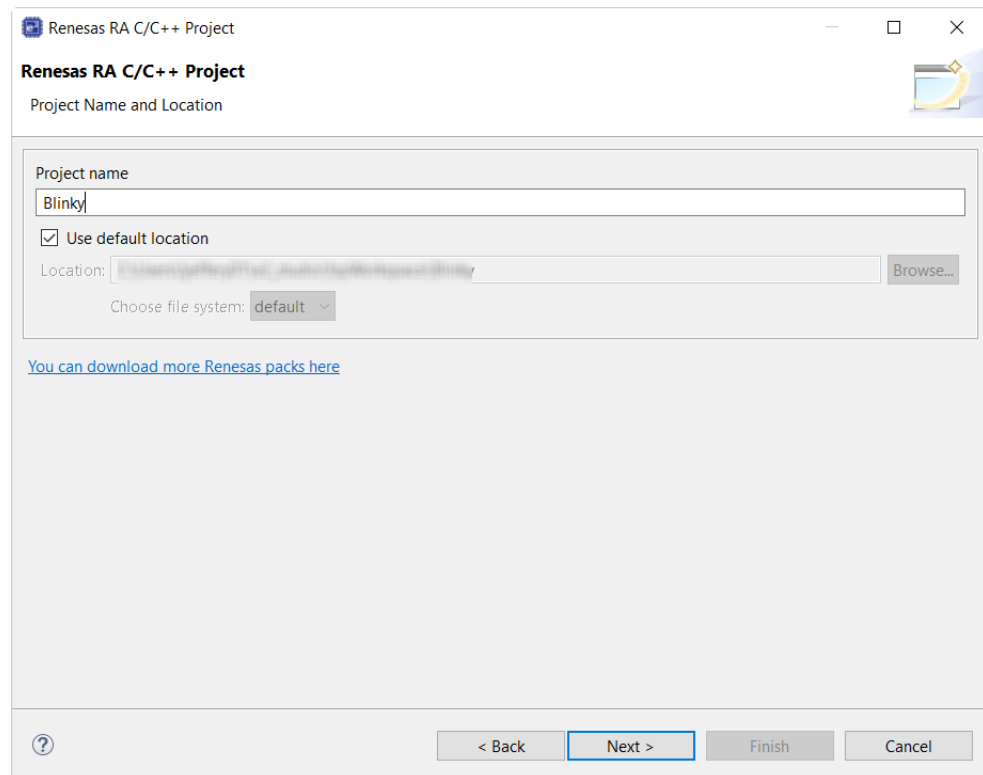 Renesas RA C/C++ Project
Renesas RA C/C++ Project
Project Name and Location
Project name
Blinky
Use default location
Location:
Browse...
Choose file system: default
You can download more Renesas packs here
?
< Back
Next >
Finish
Cancel